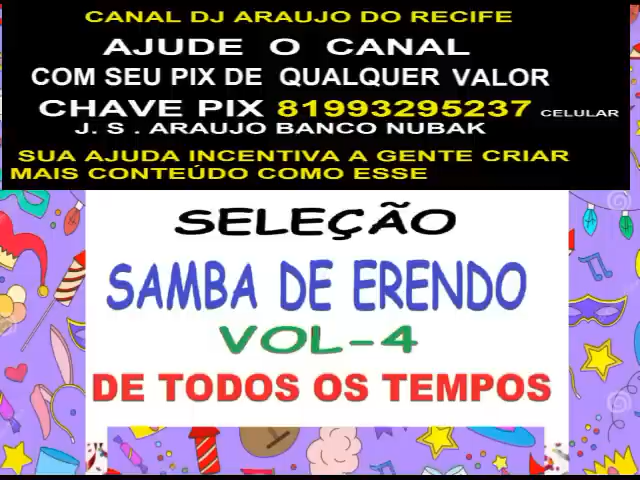 CANAL DJ ARAUJO DO RECIFE
AJUDE O CANAL
COM SEU PIX DE QUALQUER VALOR
CHAVE PIX 81993295237 CELULAR
J. S . ARAUJO BANCO NUBAK
SUA AJUDA INCENTIVA A GENTE CRIAR
MAIS CONTEÚDO COMO ESSE
SELEÇÃO
SAMBA DE ERENDO
VOL-4
DE TODOS OS TEMPOS